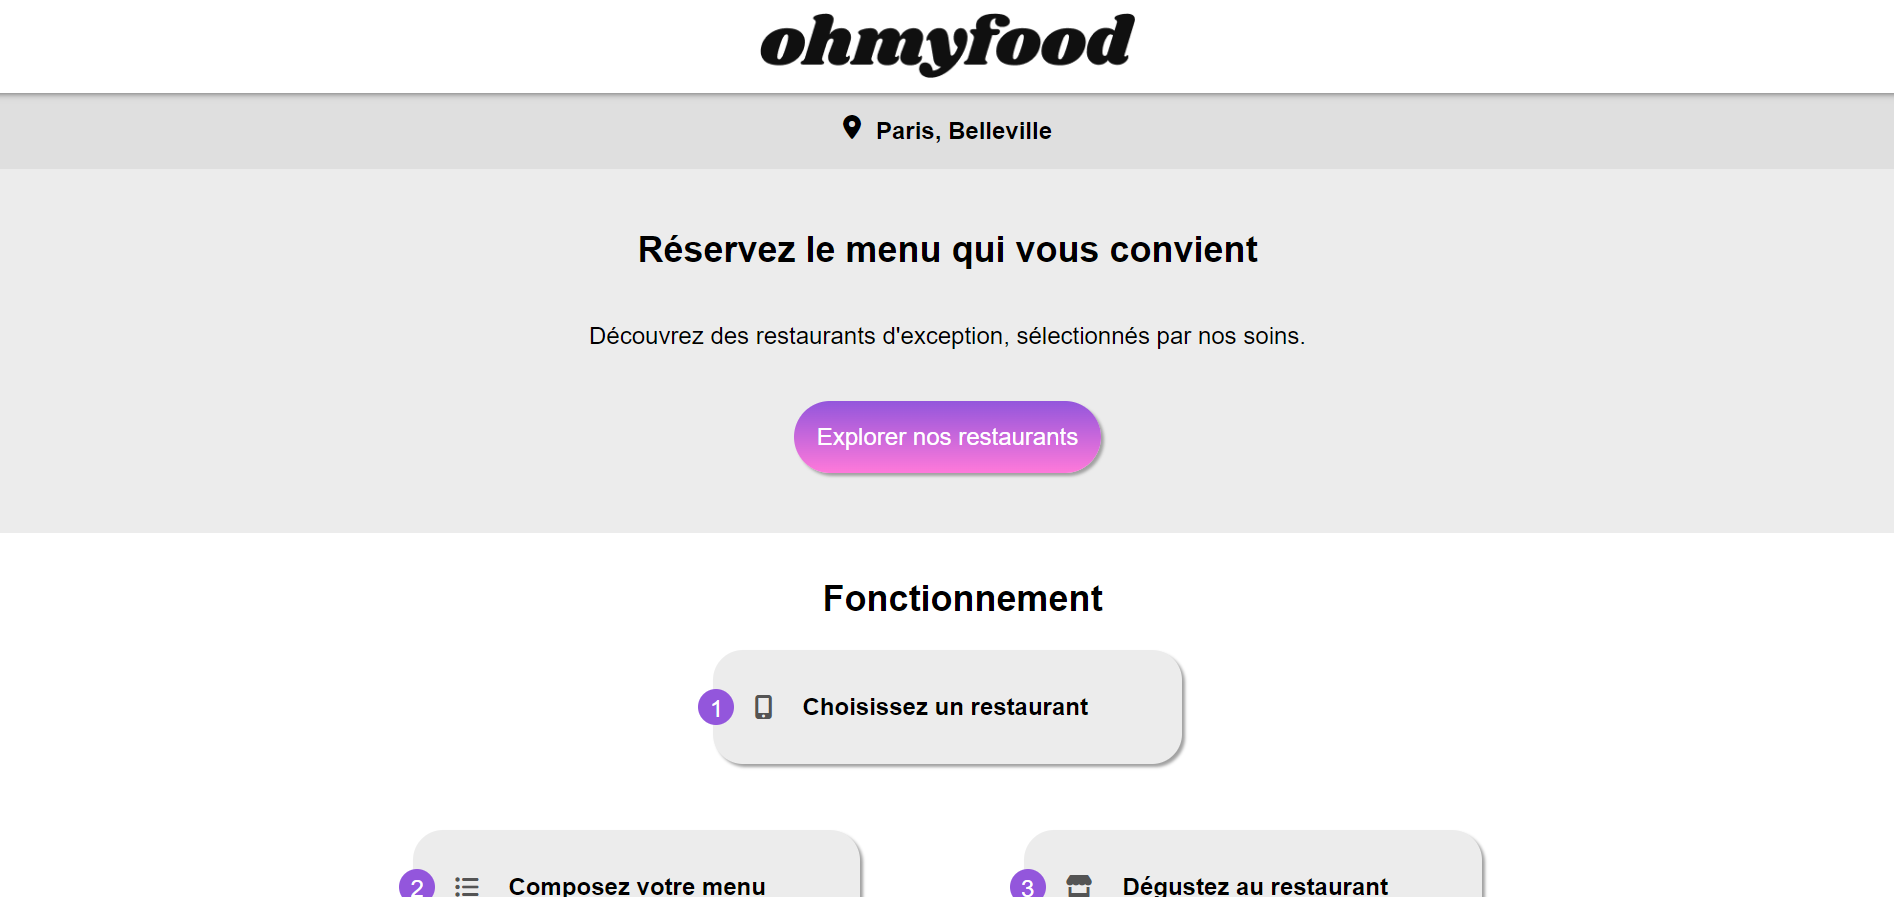 ohmyfood
Paris, Belleville
Réservez le menu qui vous convient
Découvrez des restaurants d'exception, sélectionnés par nos soins.
Explorer nos restaurants
Fonctionnement
1 Choisissez un restaurant
2 Composez votre menu
3 Dégustez au restaurant